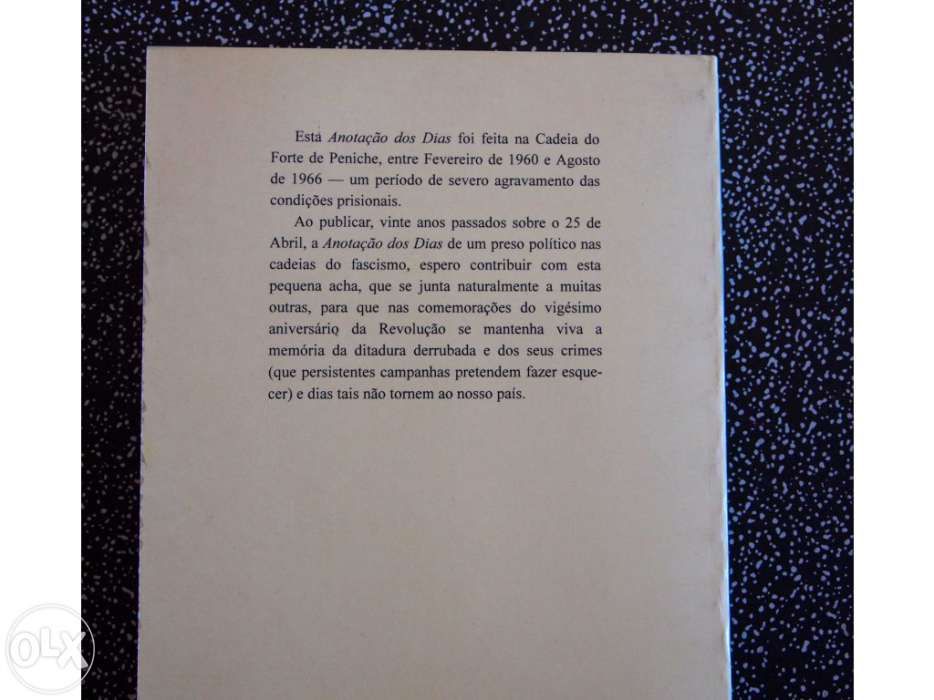 Esta Anotação dos Dias foi feita na Cadeia do
Forte de Peniche, entre Fevereiro de 1960 e Agosto
de 1966 — um período de severo agravamento das
condições prisionais.
Ao publicar, vinte anos passados sobre o 25 de
Abril, a Anotação dos Dias de um preso político nas
cadeias do fascismo, espero contribuir com esta
pequena acha, que se junta naturalmente a muitas
outras, para que nas comemorações do vigésimo
aniversário da Revolução se mantenha viva a
memória da ditadura derrubada e dos seus crimes
(que persistentes campanhas pretendem fazer esque-
cer) e dias tais não tornem ao nosso país.
OLX